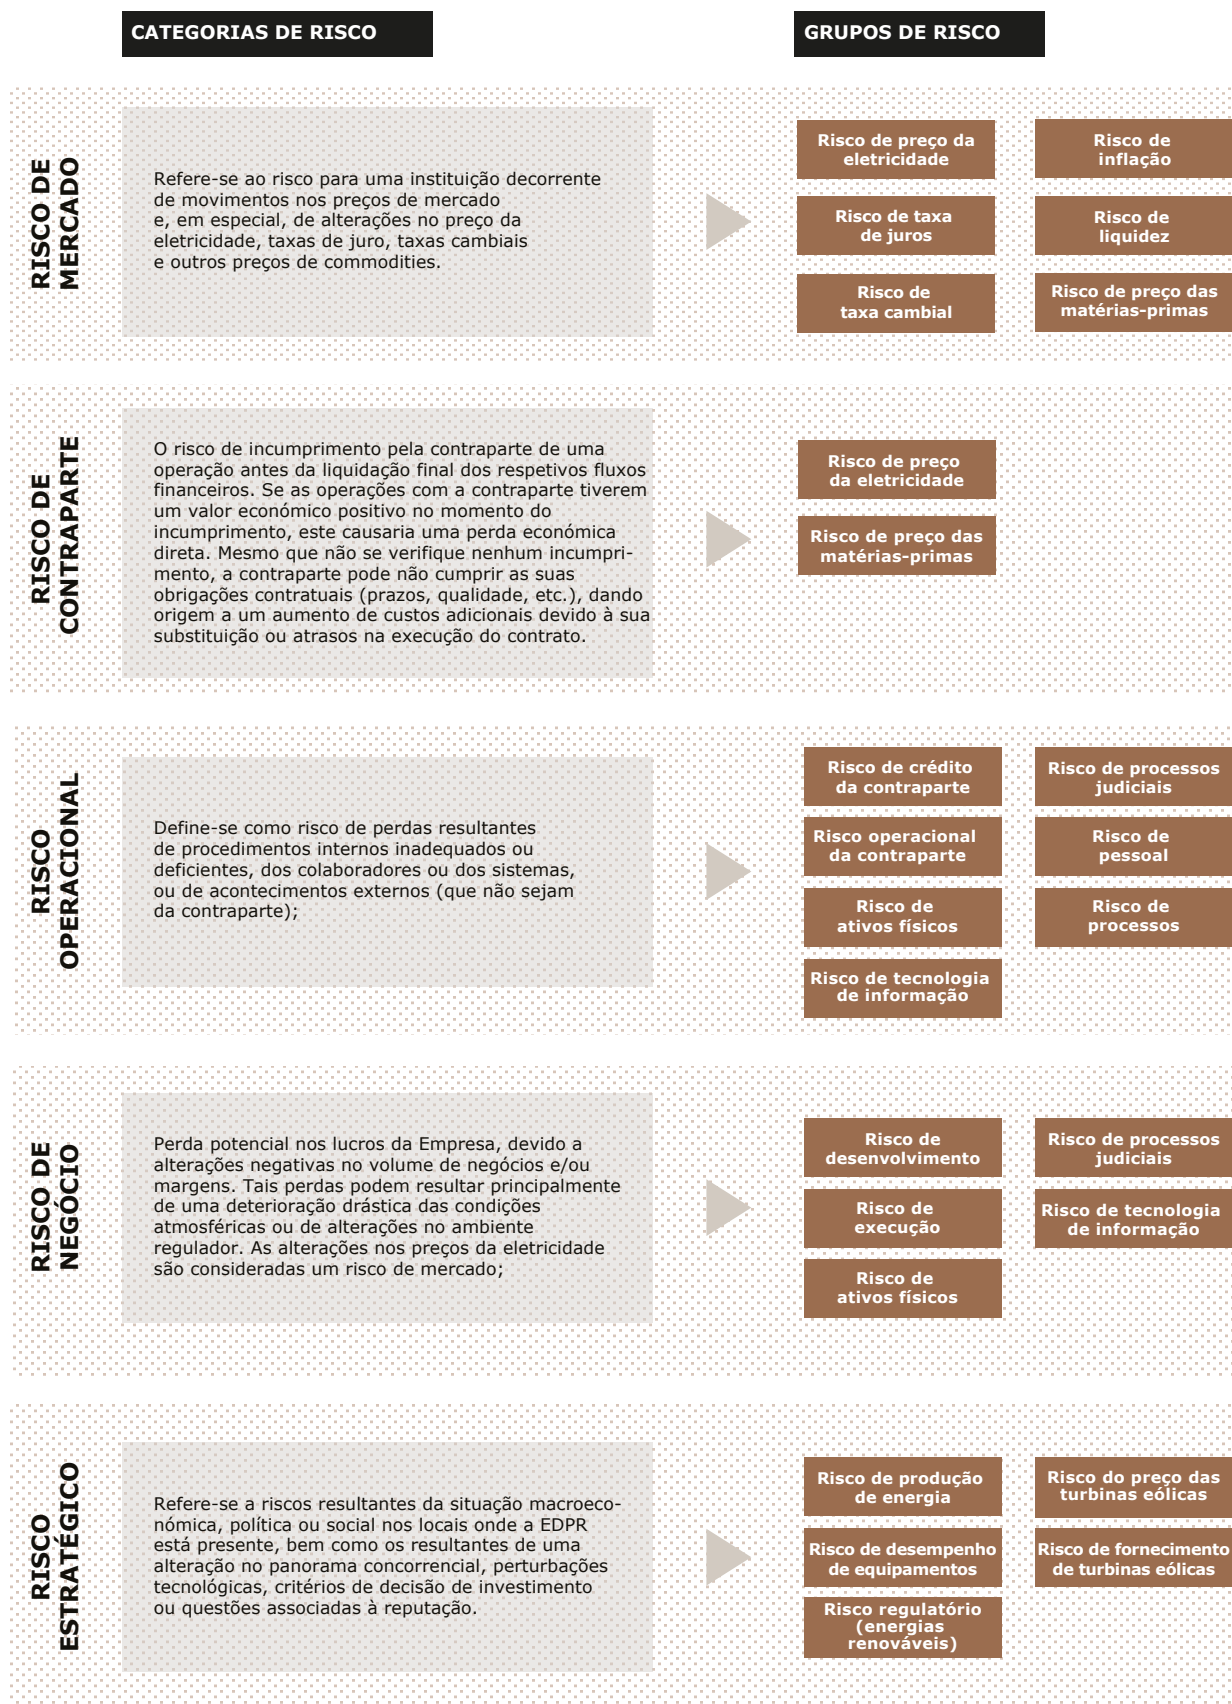 CATEGORIAS DE RISCO
GRUPOS DE RISCO
RISCO DE
MERCADO
Refere-se ao risco para uma instituição decorrente
de movimentos nos preços de mercado
e, em especial, de alterações no preço da
eletricidade, taxas de juro, taxas cambiais
e outros preços de commodities.
Risco de preço da
eletricidade
Risco de
inflação
Risco de taxa
de juros
Risco de
liquidez
Risco de
taxa cambial
Risco de preço das
matérias-primas
RISCO DE
CONTRAPARTE
O risco de incumprimento pela contraparte de uma
operação antes da liquidação final dos respetivos fluxos
financeiros. Se as operações com a contraparte tiverem
um valor económico positivo no momento do
incumprimento, este causaria uma perda económica
direta. Mesmo que não se verifique nenhum incumpri-
mento, a contraparte pode não cumprir as suas
obrigações contratuais (prazos, qualidade, etc.), dando
origem a um aumento de custos adicionais devido à sua
substituição ou atrasos na execução do contrato.
Risco de preço
da eletricidade
Risco de preço das
matérias-primas
RISCO
OPERACIONAL
Define-se como risco de perdas resultantes
de procedimentos internos inadequados ou
deficientes, dos colaboradores ou dos sistemas,
ou de acontecimentos externos (que não sejam
da contraparte);
Risco de crédito
da contraparte
Risco de processos
judiciais
Risco operacional
da contraparte
Risco de
pessoal
Risco de
ativos físicos
Risco de
processos
Risco de tecnologia
de informação
RISCO DE
NEGÓCIO
Perda potencial nos lucros da Empresa, devido a
alterações negativas no volume de negócios e/ou
margens. Tais perdas podem resultar principalmente
de uma deterioração drástica das condições
atmosféricas ou de alterações no ambiente
regulador. As alterações nos preços da eletricidade
são consideradas um risco de mercado;
Risco de
desenvolvimento
Risco de processos
judiciais
Risco de
execução
Risco de tecnologia
de informação
Risco de
ativos físicos
RISCO
ESTRATÉGICO
Refere-se a riscos resultantes da situação macroeco-
nómica, política ou social nos locais onde a EDPR
está presente, bem como os resultantes de uma
alteração no panorama concorrencial, perturbações
tecnológicas, critérios de decisão de investimento
ou questões associadas à reputação.
Risco de produção
de energia
Risco do preço das
turbinas eólicas
Risco de desempenho
de equipamentos
Risco de fornecimento
de turbinas eólicas
Risco regulatório
(energias
renováveis)